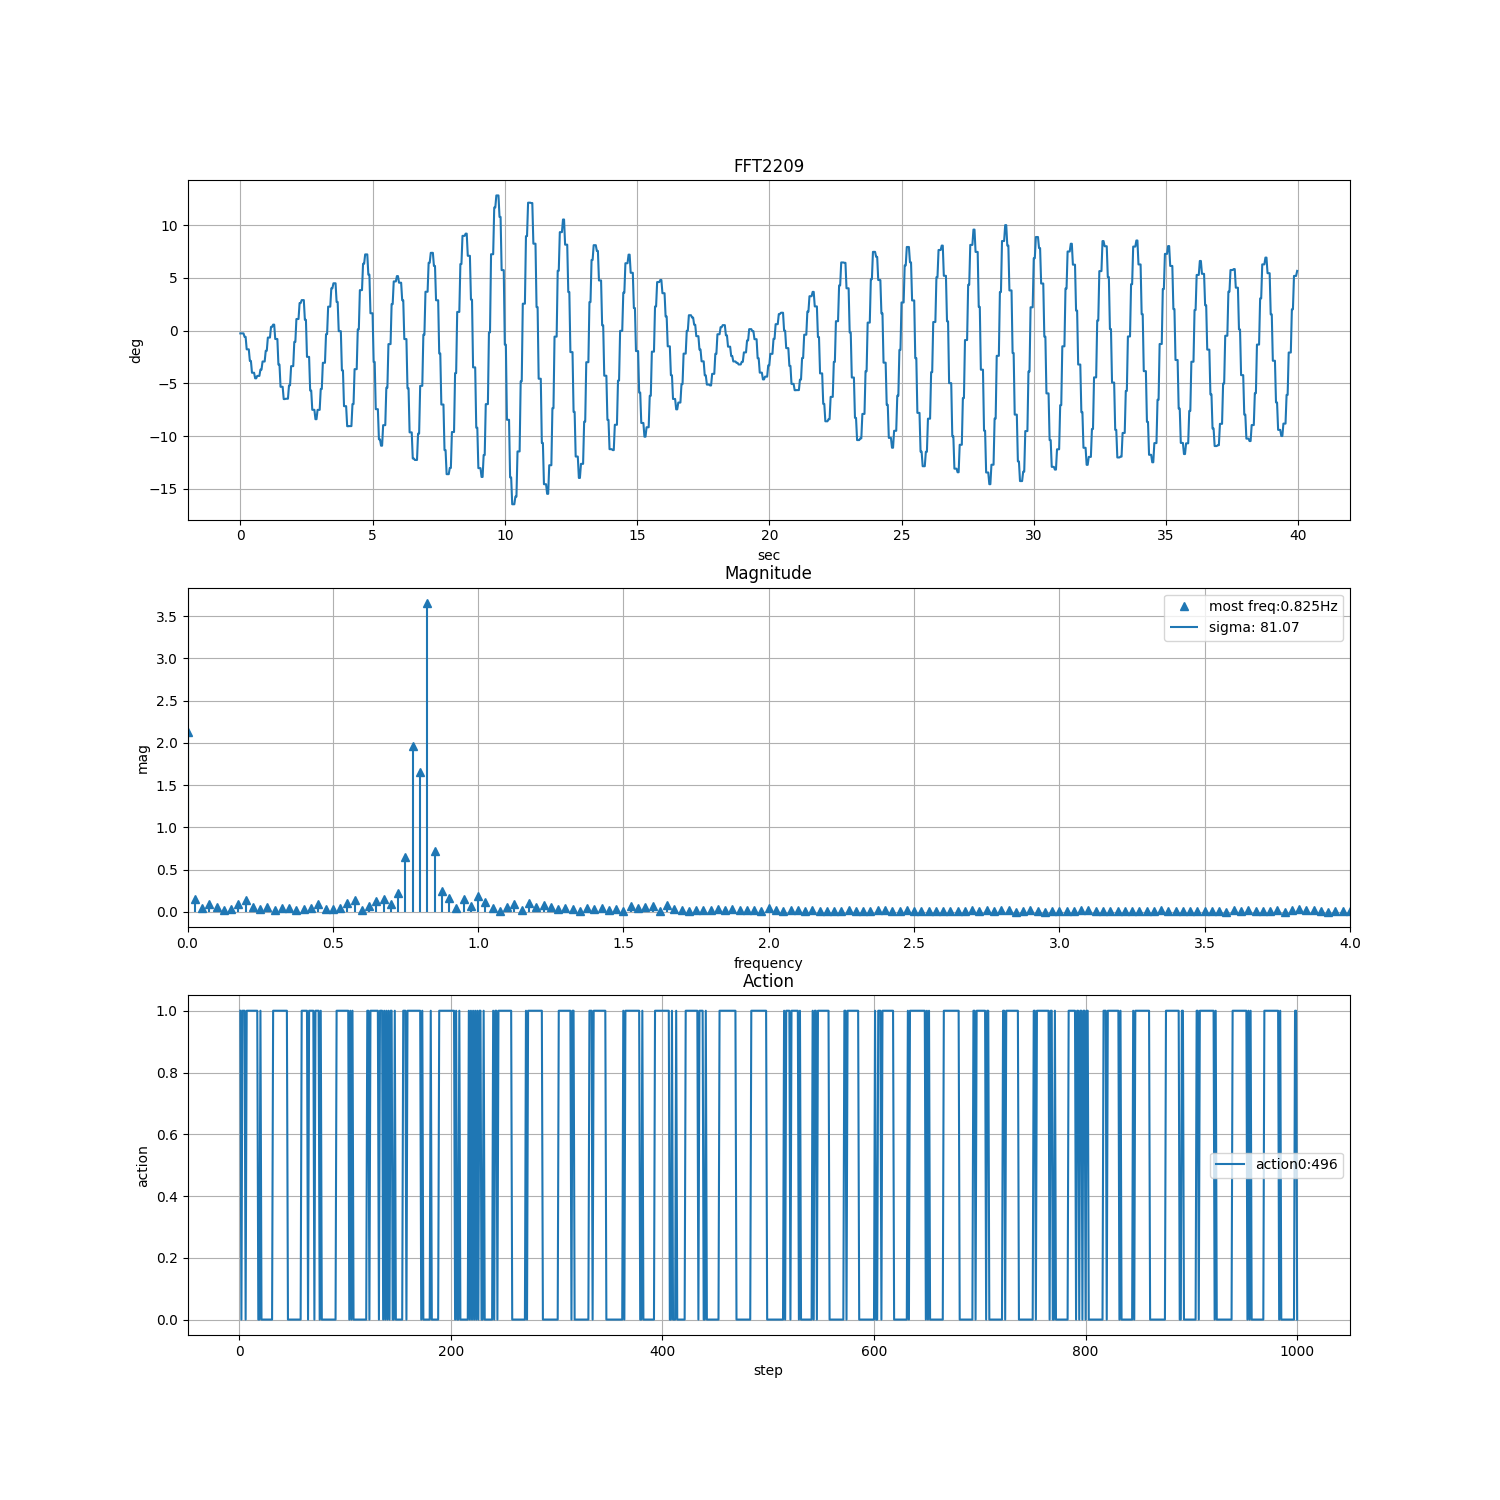 FFT2209
10
5
0
−5
−10
−15
deg
0 5 10 15 20 25 30 35 40
sec
Magnitude
most freq:0.825Hz
sigma: 81.07
3.5
3.0
2.5
2.0
1.5
1.0
0.5
0.0
mag
0.0 0.5 1.0 1.5 2.0 2.5 3.0 3.5 4.0
frequency
Action
1.0
0.8
0.6
0.4
0.2
0.0
action
action0:496
0 200 400 600 800 1000
step